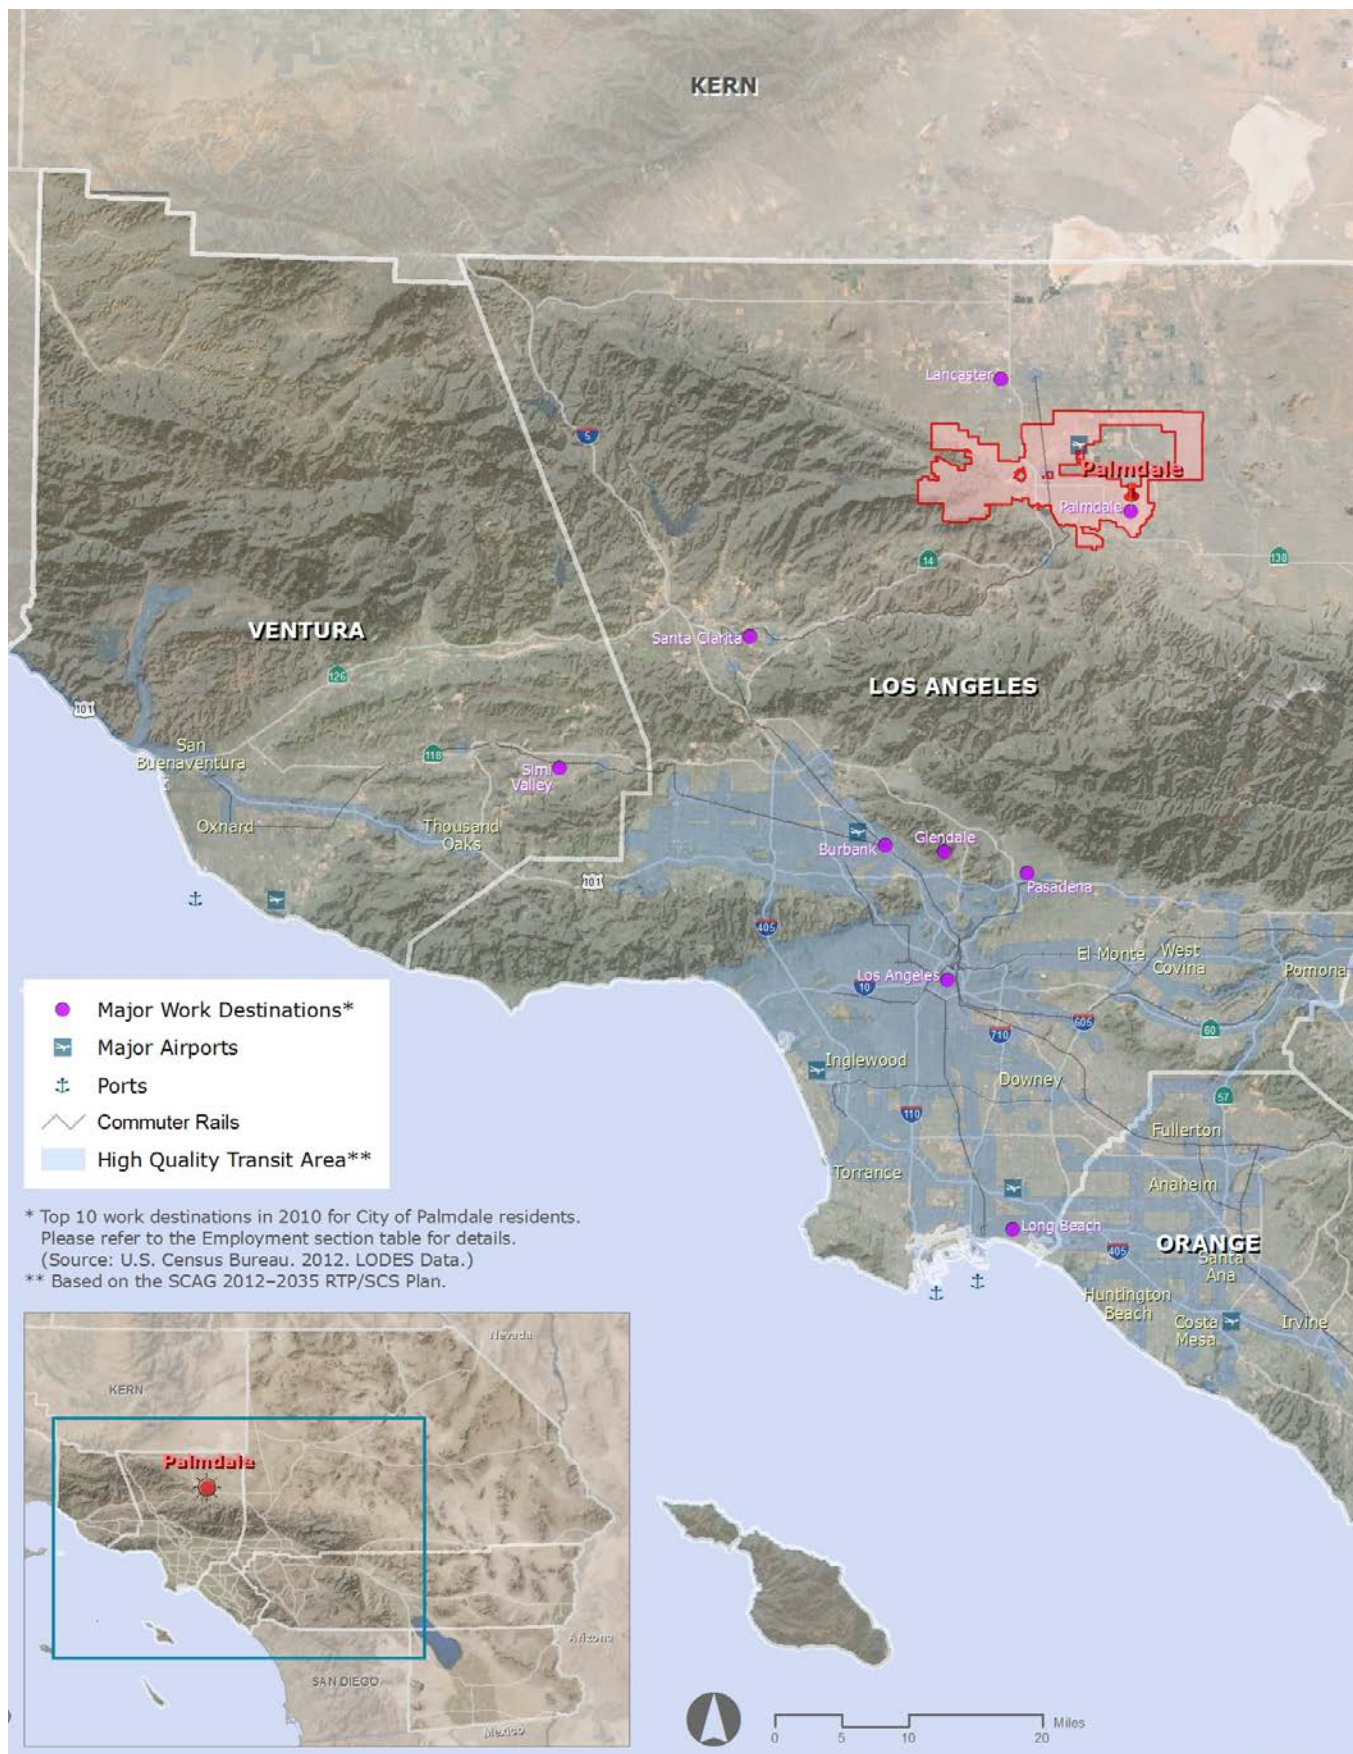 KERN
Lancaster
5
Palmdale
Palmdale
14
138
VENTURA
Santa Clarita
126
LOS ANGELES
101
San
Buenaventura
118
Simi
Valley
Oxnard
Thousand
Oaks
Burbank
Glendale
101
Pasadena
405
El Monte
West
Covina
Pomona
Los Angeles
10
710
605
60
Inglewood
Downey
110
57
Fullerton
Torrance
Anaheim
Long Beach
405
ORANGE
Santa
Ana
Huntington
Beach
Costa
Mesa
Irvine
Major Work Destinations*
Major Airports
Ports
Commuter Rails
High Quality Transit Area**
* Top 10 work destinations in 2010 for City of Palmdale residents.
Please refer to the Employment section table for details.
(Source: U.S. Census Bureau. 2012. LODES Data.)
** Based on the SCAG 2012–2035 RTP/SCS Plan.
Nevada
KERN
Palmdale
Arizona
SAN DIEGO
Mexico
Miles
0 5 10 20